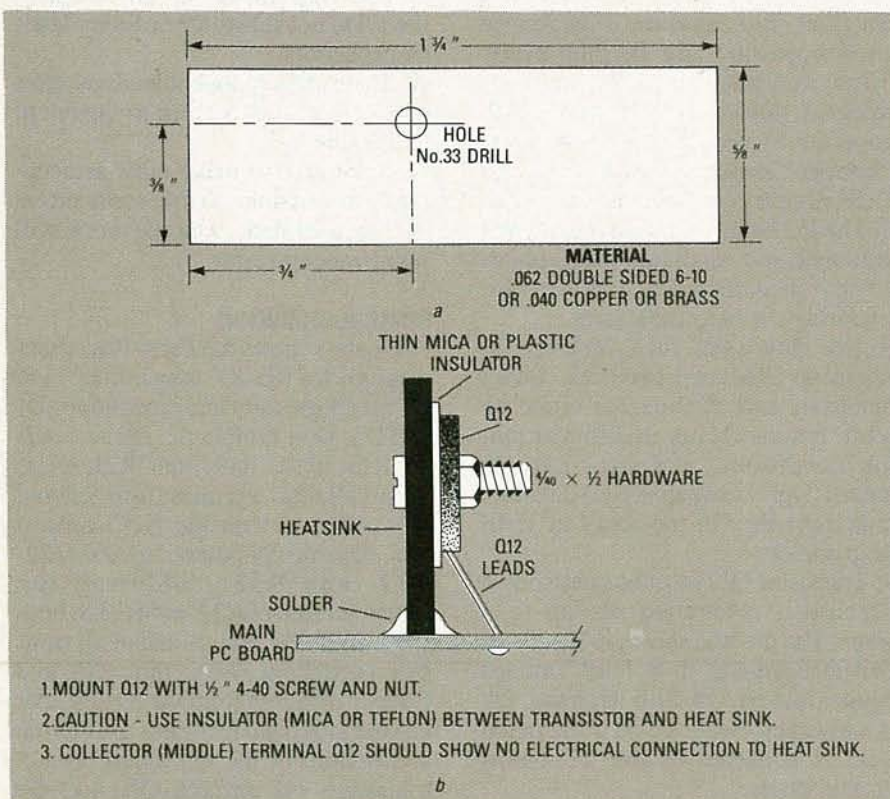 1 ¾ "
HOLE
No.33 DRILL
⅝ "
⅜ "
¾ "
MATERIAL
.062 DOUBLE SIDED 6-10
OR .040 COPPER OR BRASS
a
THIN MICA OR PLASTIC
INSULATOR
Q12
4⁄40 × ½ HARDWARE
HEATSINK
Q12
LEADS
SOLDER
MAIN
PC BOARD
1.MOUNT Q12 WITH ½ " 4-40 SCREW AND NUT.
2.CAUTION - USE INSULATOR (MICA OR TEFLON) BETWEEN TRANSISTOR AND HEAT SINK.
3. COLLECTOR (MIDDLE) TERMINAL Q12 SHOULD SHOW NO ELECTRICAL CONNECTION TO HEAT SINK.
b